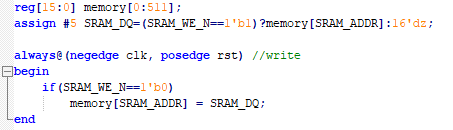 reg[15:0] memory[0:511];
assign #5 SRAM_DQ=(SRAM_WE_N==1'b1)?memory[SRAM_ADDR]:16'dz;
always@(negedge clk, posedge rst) //write
begin
if(SRAM_WE_N==1'b0)
memory[SRAM_ADDR] = SRAM_DQ;
end